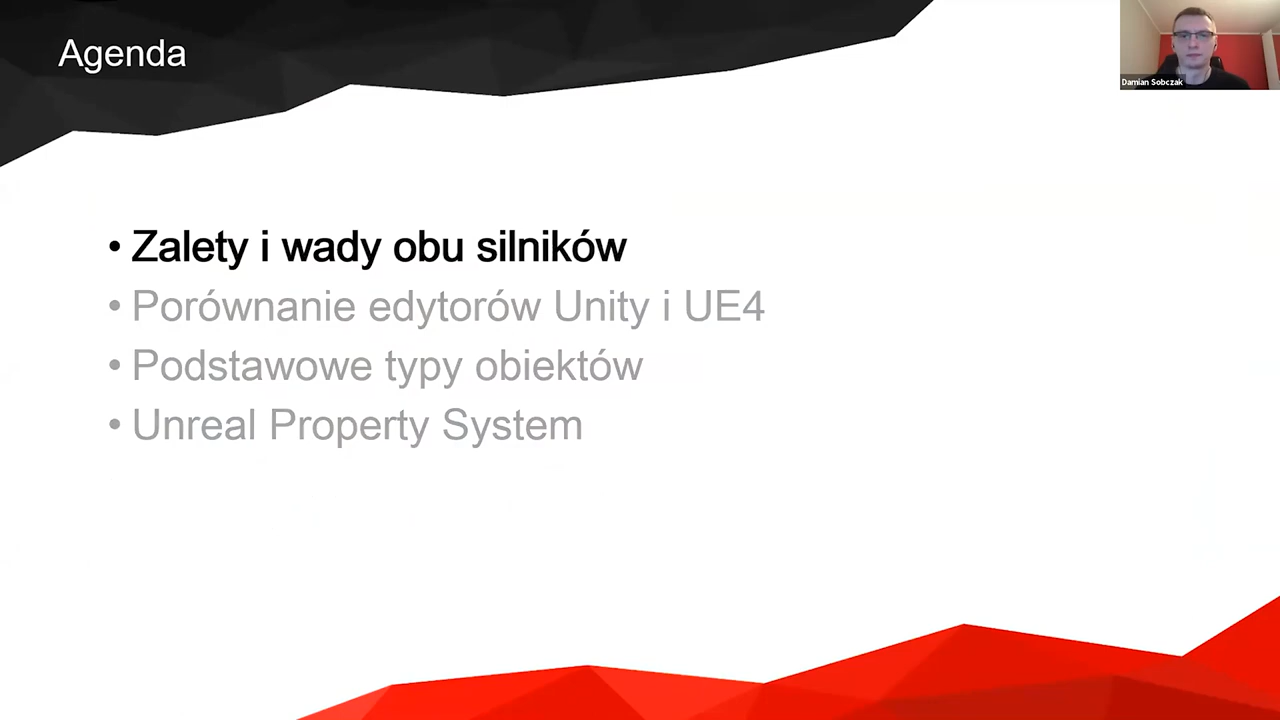 Agenda
Damian Sobczak
• Zalety i wady obu silników
• Porównanie edytorów Unity i UE4
• Podstawowe typy obiektów
• Unreal Property System